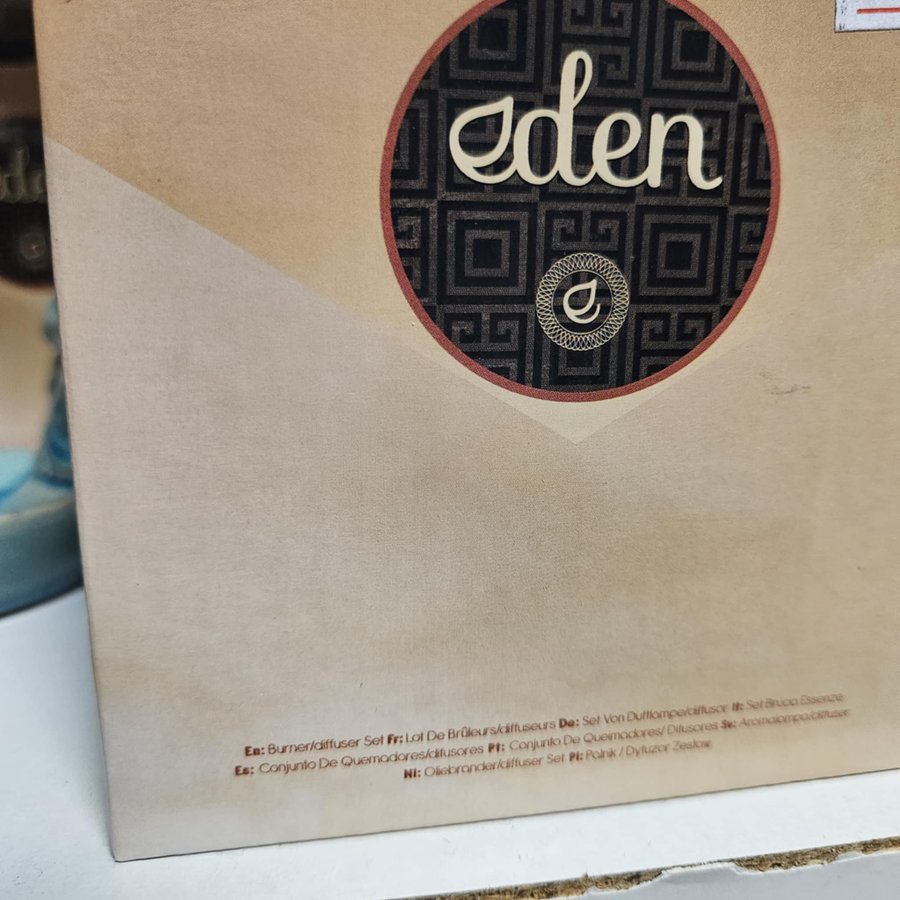 eden
e
En: Burner/diffuser Set Fr: Lot De Brûleurs/diffuseurs De: Set Von Duftlampe/diffusor It: Set Brucia Essenze
Es: Conjunto De Quemadores/difusores Pt: Conjunto De Queimadores/ Difusores Sv: Aromalampa/diffuser
Nl: Oliebrander/diffuser Set Pl: Palnik / Dyfuzor Zestaw